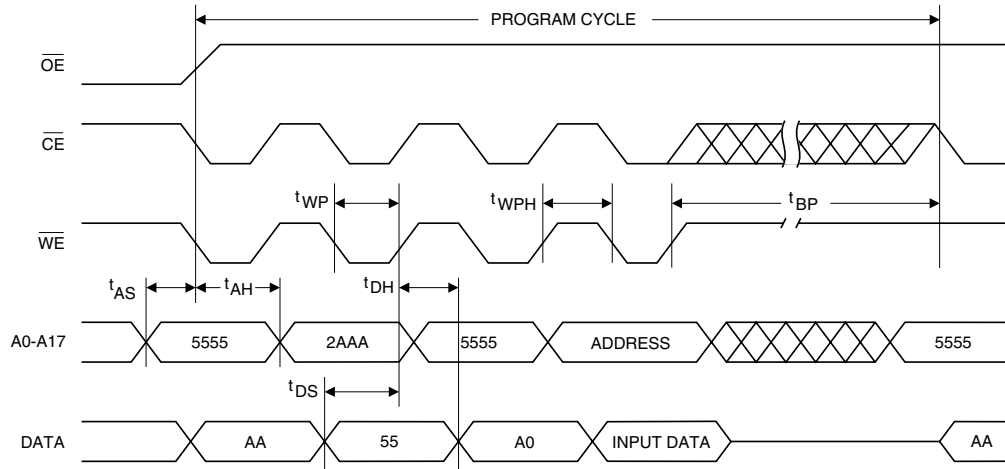 PROGRAM CYCLE
OE
CE
tWP
tWPH
tBP
WE
tAS
tAH
tDH
A0-A17
5555
2AAA
5555
ADDRESS
5555
tDS
DATA
AA
55
A0
INPUT DATA
AA